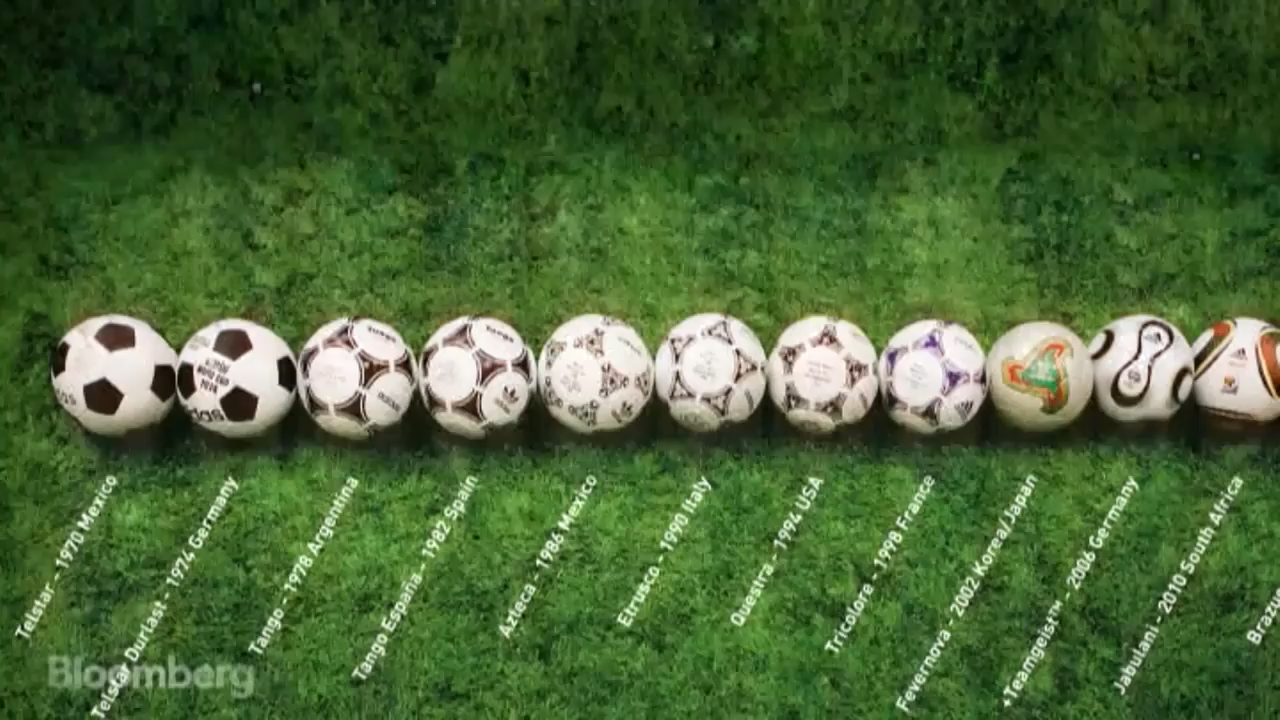 Telstar - 1970 Mexico
Telstar Durlast - 1974 Germany
Tango - 1978 Argentina
Tango España - 1982 Spain
Azteca - 1986 Mexico
Etrusco - 1990 Italy
Questra - 1994 USA
Tricolore - 1998 France
Fevernova - 2002 Korea/Japan
+Teamgeist™ - 2006 Germany
Jabulani - 2010 South Africa
Brazu
Bloomberg